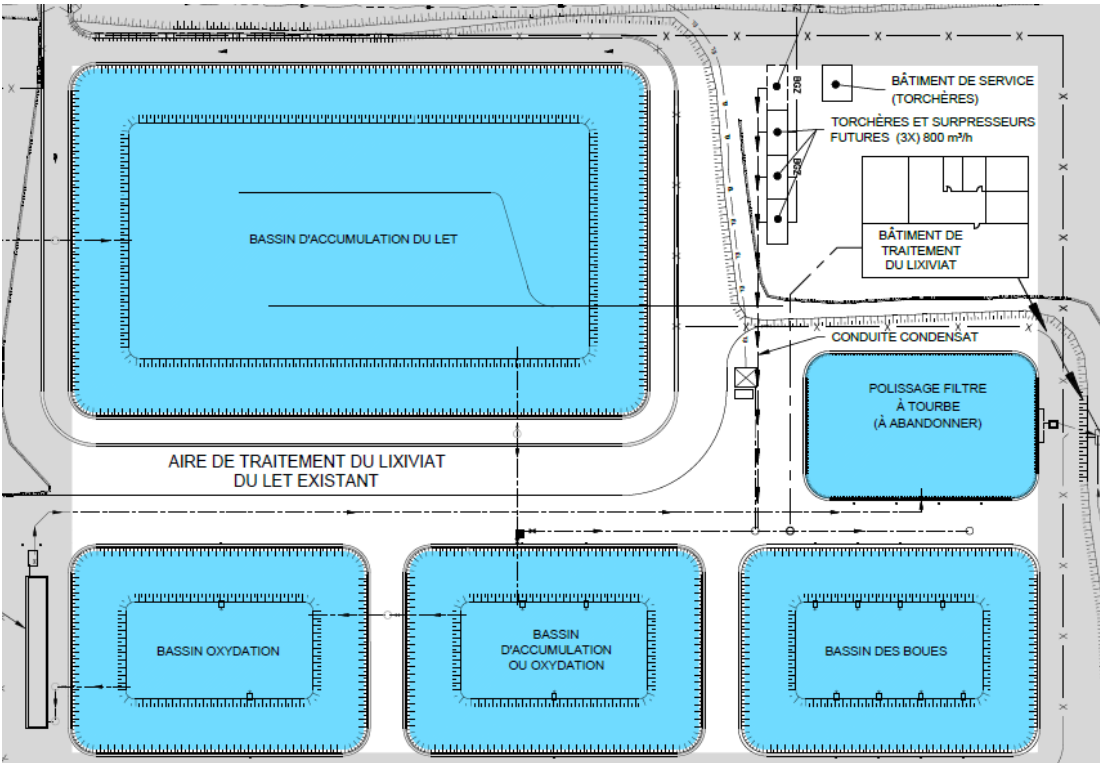 BGZ
BÂTIMENT DE SERVICE
(TORCHÈRES)
TORCHÈRES ET SURPRESSEURS
FUTURES (3X) 800 m³/h
BGZ
BÂTIMENT DE
TRAITEMENT
DU LIXIVIAT
BASSIN D'ACCUMULATION DU LET
CONDUITE CONDENSAT
POLISSAGE FILTRE
À TOURBE
(À ABANDONNER)
AIRE DE TRAITEMENT DU LIXIVIAT
DU LET EXISTANT
BASSIN OXYDATION
BASSIN
D'ACCUMULATION
OU OXYDATION
BASSIN DES BOUES